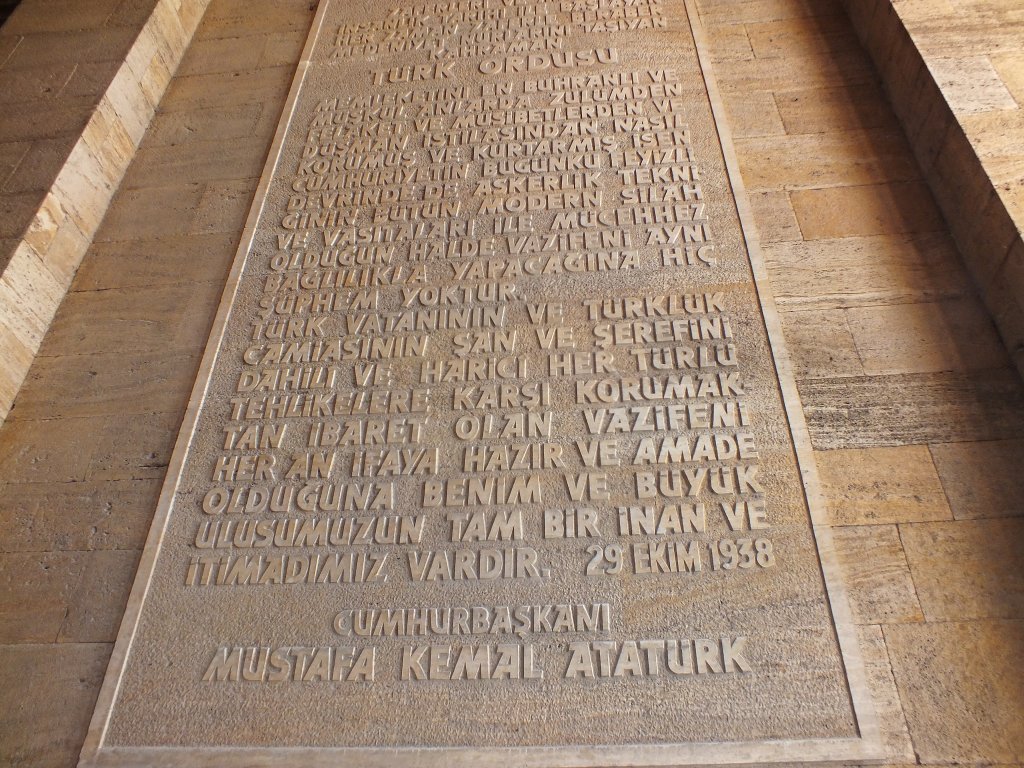 TÜRK ORDUSU
MEMLEKETİNİ EN BUHRANLI VE
MÜŞKÜL ANLARDA ZULÜMDEN
FELAKET VE MUSİBETLERDEN VE
DÜŞMAN İSTİLASINDAN NASIL
KORUMUŞ VE KURTARMIŞ İSEN
CUMHURİYETİN BUGÜNKÜ FEYİZLİ
DEVRİNDE DE ASKERLİK TEKNİ
ĞİNİN BÜTÜN MODERN SİLAH
VE VASITALARI İLE MÜCEHHEZ
OLDUĞUN HALDE VAZİFENİ AYNI
BAĞLILIKLA YAPACAĞINA HİÇ
ŞÜPHEM YOKTUR.
TÜRK VATANININ VE TÜRKLÜK
CAMİASININ ŞAN VE ŞEREFİNİ
DAHİLİ VE HARİCİ HER TÜRLÜ
TEHLİKELERE KARŞI KORUMAK
TAN İBARET OLAN VAZİFENİ
HER AN İFAYA HAZIR VE AMADE
OLDUĞUNA BENİM VE BÜYÜK
ULUSUMUZUN TAM BİR İNAN VE
İTİMADIMIZ VARDIR. 29 EKİM 1938
CUMHURBAŞKANI
MUSTAFA KEMAL ATATÜRK